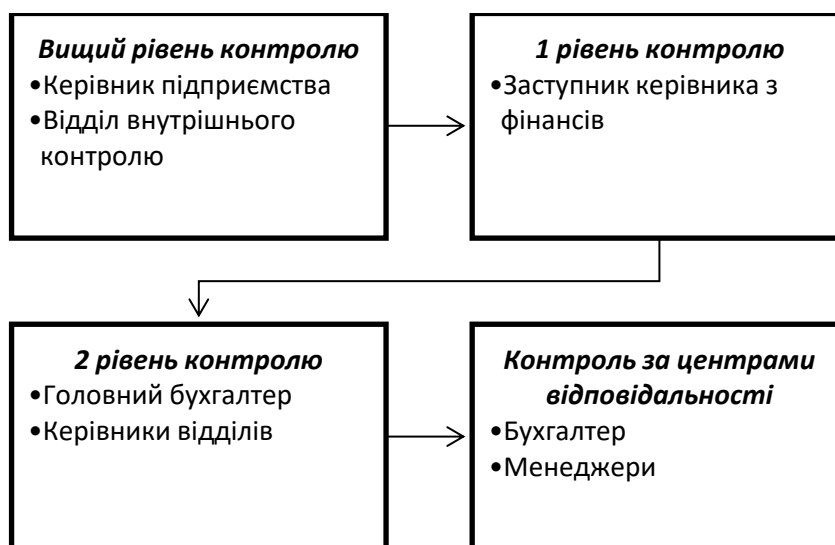 Вищий рівень контролю
•Керівник підприємства
•Відділ внутрішнього
контролю
1 рівень контролю
•Заступник керівника з
фінансів
2 рівень контролю
•Головний бухгалтер
•Керівники відділів
Контроль за центрами
відповідальності
•Бухгалтер
•Менеджери